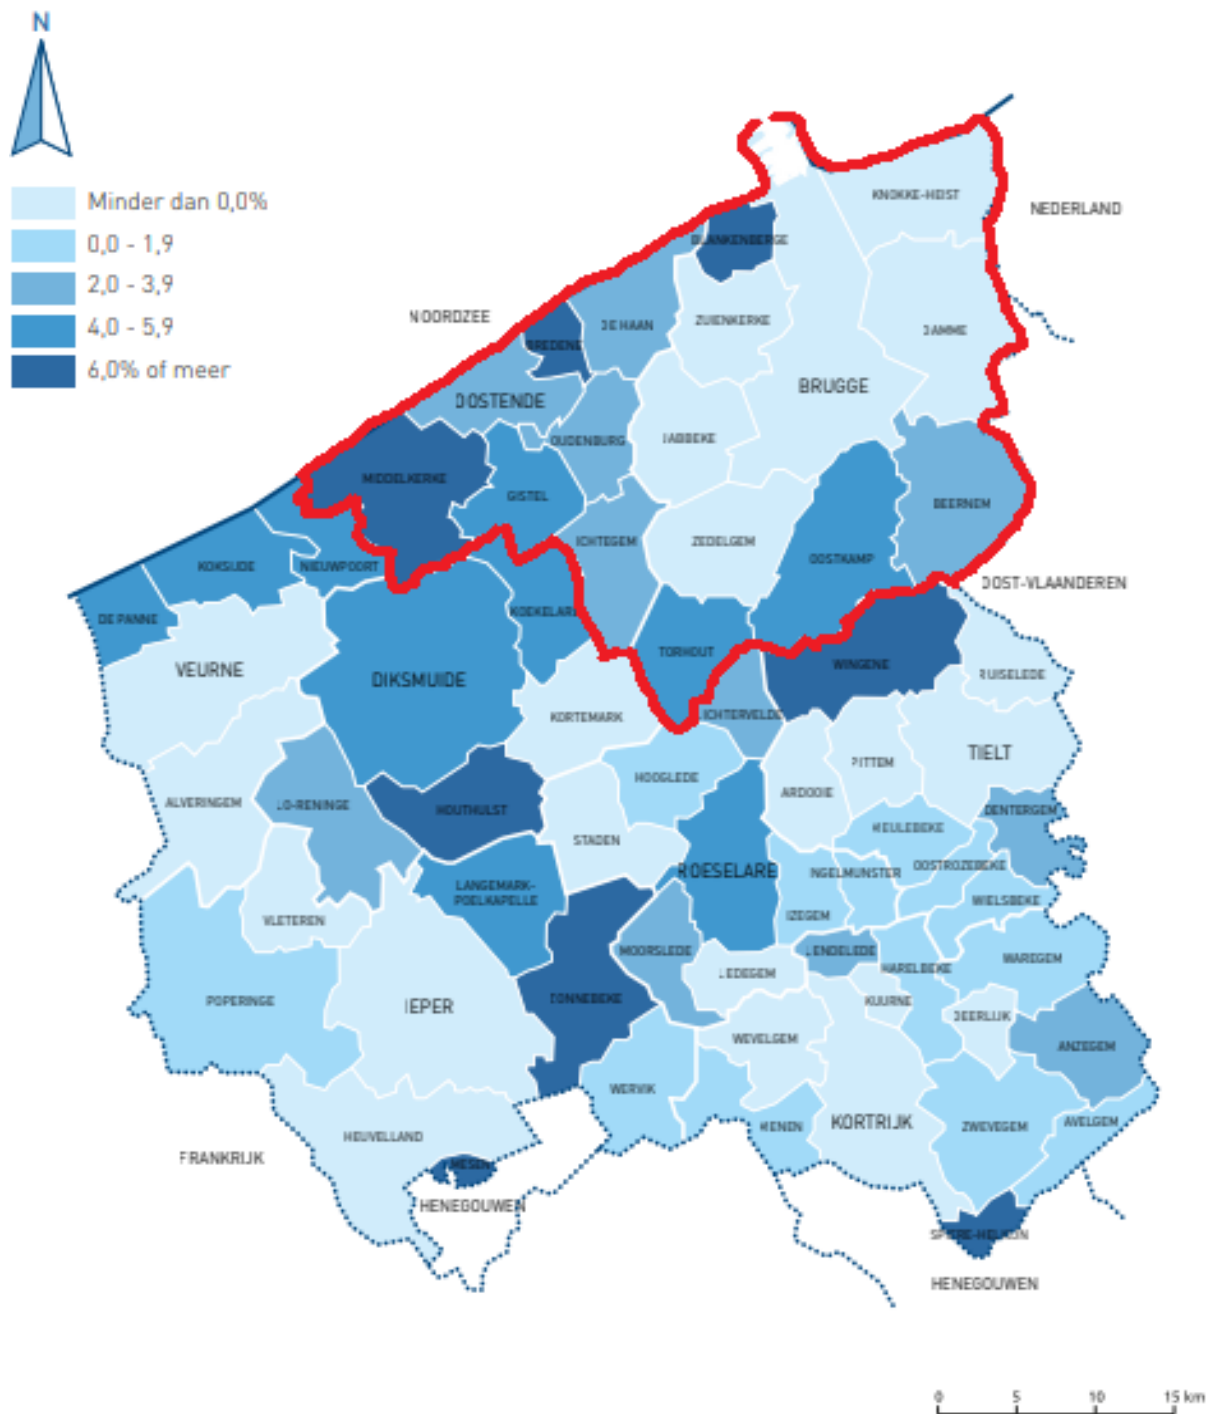 N
Minder dan 0,0%
0,0 - 1,9
2,0 - 3,9
4,0 - 5,9
6,0% of meer
KNOKKE-HEIST
NEDERLAND
BLANKENBERGE
NOORDZEE
DE HAAN
ZUIENKERKE
DAMME
BREDENE
BRUGGE
OOSTENDE
OUDENBURG
JABBEKE
MIDDELKERKE
GISTEL
BEERNEM
ICHTEGEM
ZEDELGEM
OOSTKAMP
KOKSIJDE
NIEUWPOORT
OOST-VLAANDEREN
DE PANNE
KOEKELARE
TORHOUT
WINGENE
VEURNE
DIKSMUIDE
RUISELEDE
KORTEMARK
LICHTERVELDE
TIELT
PITTEM
HOOGLEDE
ARDOOIE
ALVERINGEM
LO-RENINGE
HOUTHULST
DENTERGEM
STADEN
MEULEBEKE
ROESELARE
INGELMUNSTER
OOSTROZEBEKE
LANGEMARK-
POELKAPELLE
WIELSBEKE
VLETEREN
IZEGEM
MOORSLEDE
LENDELEDE
WAREGEM
LEDEGEM
HARELBEKE
POPERINGE
IEPER
ZONNEBEKE
KUURNE
DEERLIJK
WEVELGEM
ANZEGEM
WERVIK
HEUVELLAND
MENEN
KORTRIJK
ZWEVEGEM
AVELGEM
FRANKRIJK
MESEN
HENEGOUWEN
SPIERE-HELKIJN
HENEGOUWEN
0 5 10 15 km